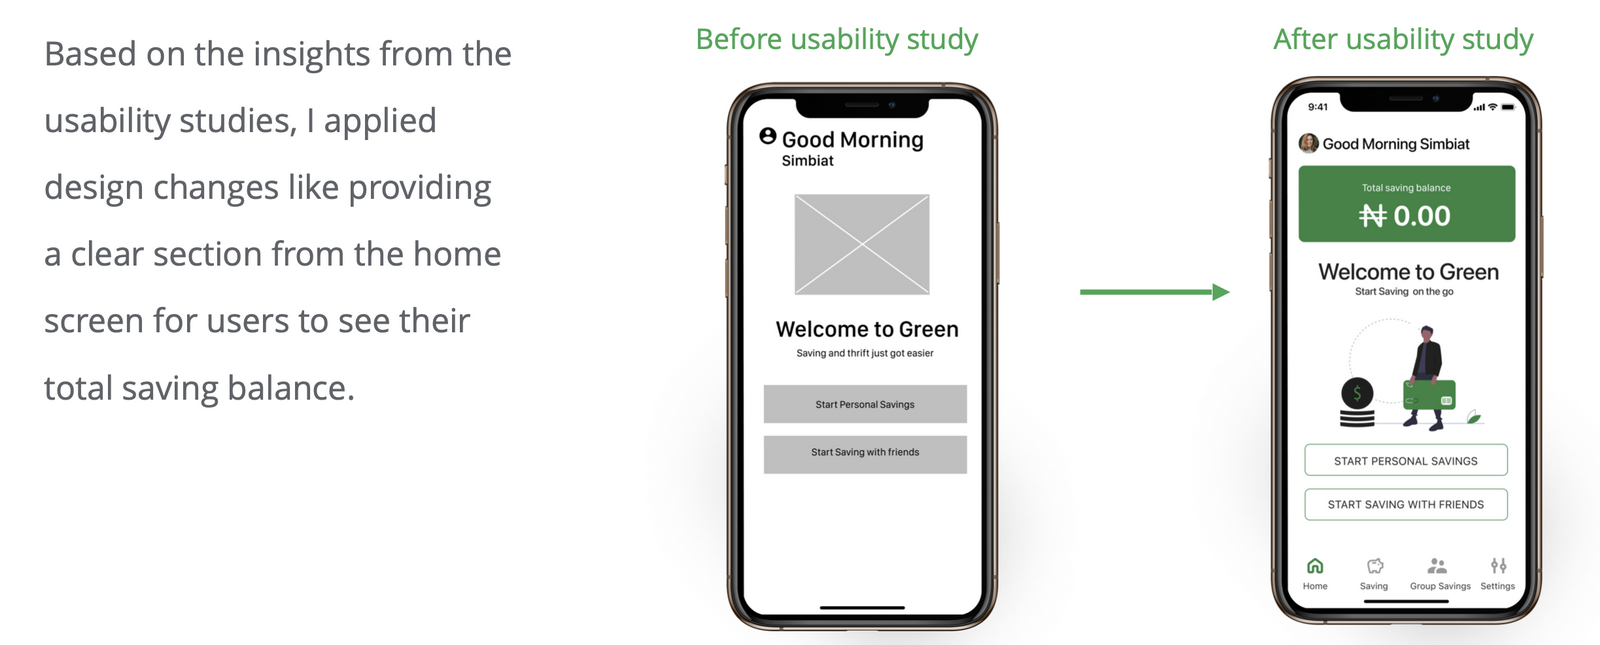 Based on the insights from the
usability studies, I applied
design changes like providing
a clear section from the home
screen for users to see their
total saving balance.
Before usability study
Good Morning
Simbiat
Welcome to Green
Saving and thrift just got easier
Start Personal Savings
Start Saving with friends
After usability study
9:41
Good Morning Simbiat
Total saving balance
₦ 0.00
Welcome to Green
Start Saving on the go
$
START PERSONAL SAVINGS
START SAVING WITH FRIENDS
Home Saving Group Savings Settings